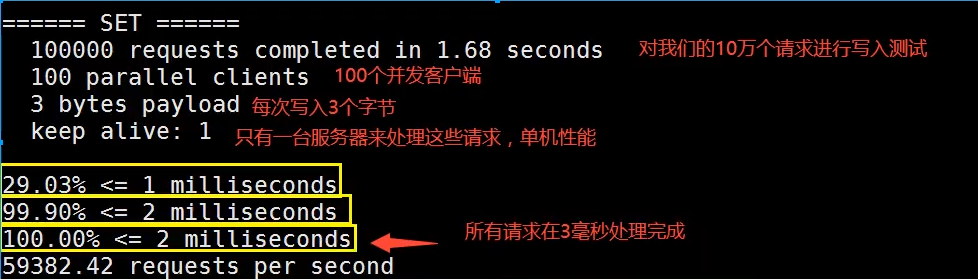 ====== SET ======
100000 requests completed in 1.68 seconds 对我们的10万个请求进行写入测试
100 parallel clients 100个并发客户端
3 bytes payload 每次写入3个字节
keep alive: 1 只有一台服务器来处理这些请求，单机性能
29.03% <= 1 milliseconds
99.90% <= 2 milliseconds
100.00% <= 2 milliseconds 所有请求在3毫秒处理完成
59382.42 requests per second